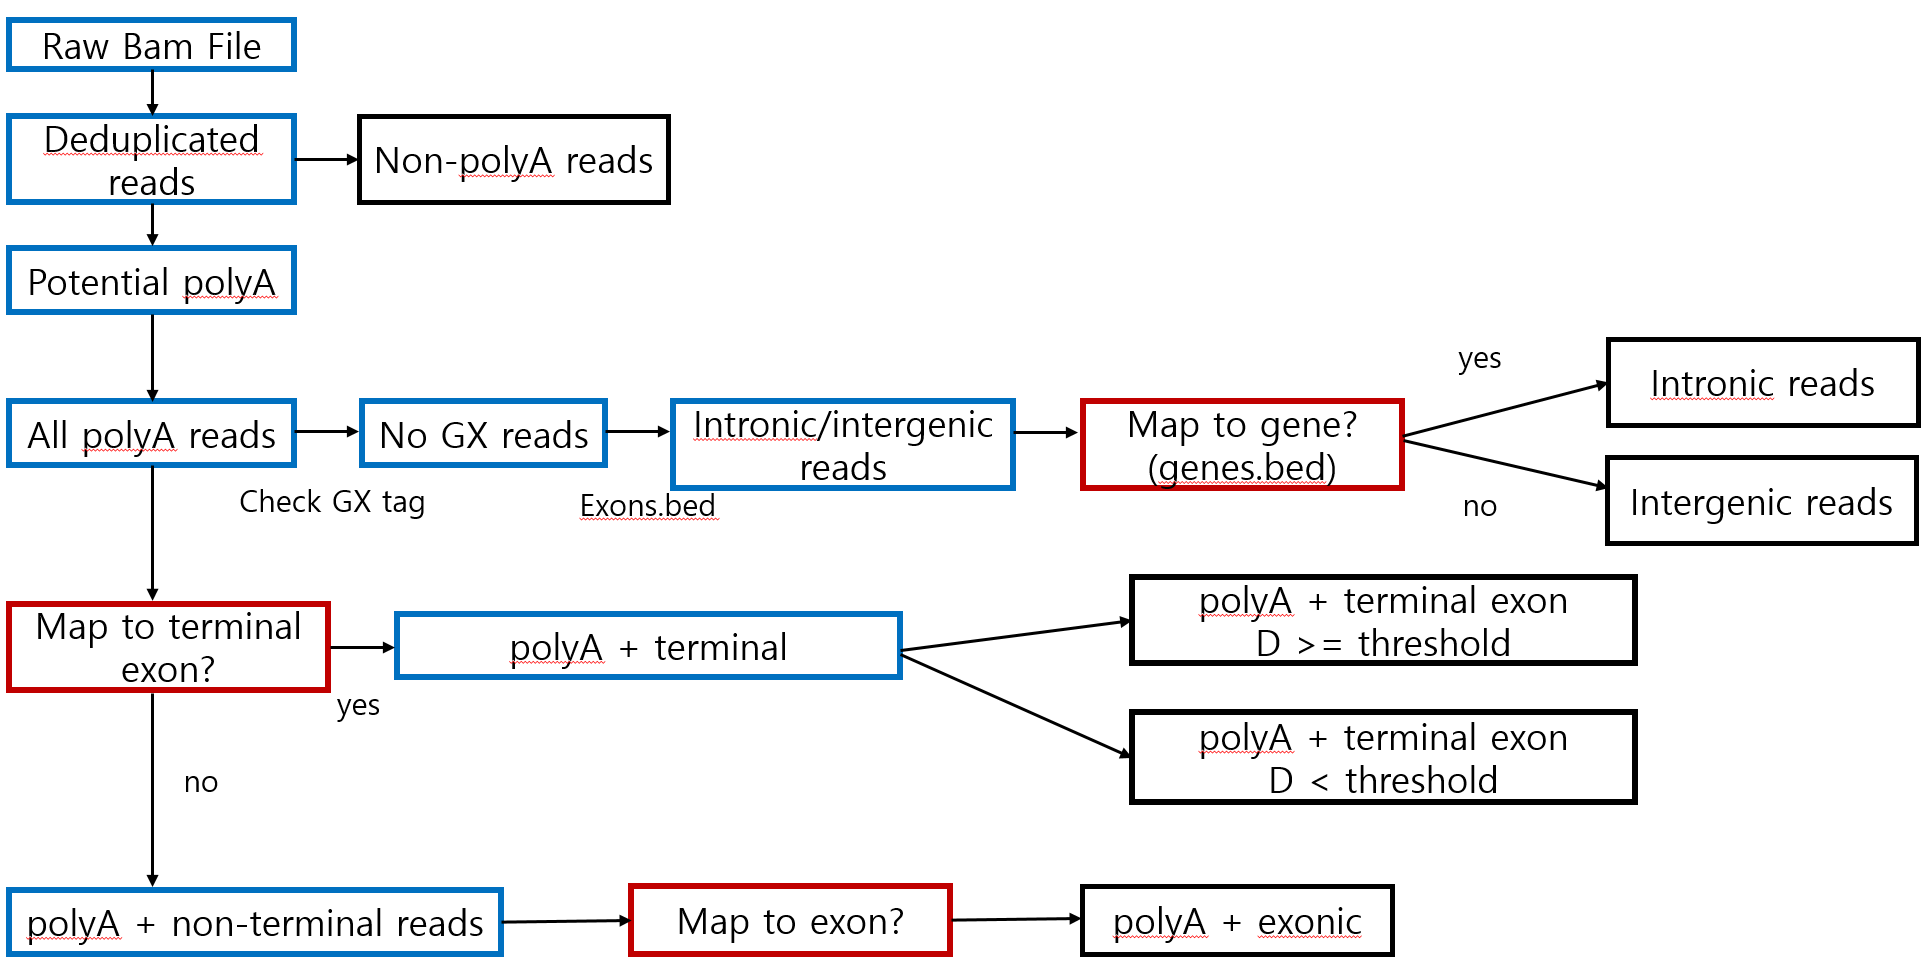 Raw Bam File
Deduplicated
reads
Non-polyA reads
Potential polyA
All polyA reads
No GX reads
Intronic/intergenic
reads
Map to gene?
(genes.bed)
yes
Intronic reads
no
Intergenic reads
Check GX tag
Exons.bed
Map to terminal
exon?
yes
polyA + terminal
polyA + terminal exon
D >= threshold
polyA + terminal exon
D < threshold
no
polyA + non-terminal reads
Map to exon?
polyA + exonic